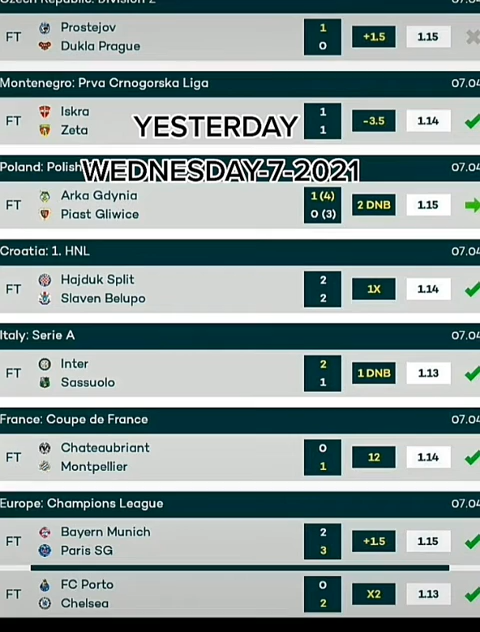 Czech Republic: Division 2
FT
Prostejov 1
Dukla Prague 0
+1.5 1.15
Montenegro: Prva Crnogorska Liga 07.04
FT
Iskra 1
Zeta 1
-3.5 1.14
YESTERDAY
WEDNESDAY-7-2021
Poland: Polish
FT
Arka Gdynia 1 (4)
Piast Gliwice 0 (3)
2 DNB 1.15
Croatia: 1. HNL 07.04
FT
Hajduk Split 2
Slaven Belupo 2
1X 1.14
Italy: Serie A 07.04
FT
Inter 2
Sassuolo 1
1 DNB 1.13
France: Coupe de France 07.04
FT
Chateaubriant 0
Montpellier 1
12 1.14
Europe: Champions League 07.04
FT
Bayern Munich 2
Paris SG 3
+1.5 1.15
FT
FC Porto 0
Chelsea 2
X2 1.13